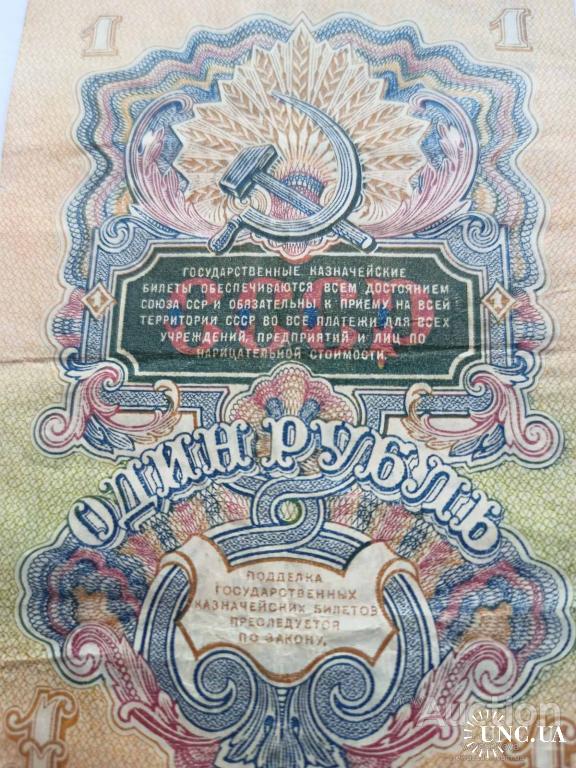 1 1
ГОСУДАРСТВЕННЫЕ КАЗНАЧЕЙСКИЕ
БИЛЕТЫ ОБЕСПЕЧИВАЮТСЯ ВСЕМ ДОСТОЯНИЕМ
СОЮЗА ССР И ОБЯЗАТЕЛЬНЫ К ПРИЕМУ НА ВСЕЙ
1 1
ТЕРРИТОРИИ СССР ВО ВСЕ ПЛАТЕЖИ ДЛЯ ВСЕХ
УЧРЕЖДЕНИЙ, ПРЕДПРИЯТИЙ И ЛИЦ ПО
НАРИЦАТЕЛЬНОЙ СТОИМОСТИ.
ОДИН РУБЛЬ
ПОДДЕЛКА
ГОСУДАРСТВЕННЫХ
КАЗНАЧЕЙСКИХ БИЛЕТОВ
ПРЕСЛЕДУЕТСЯ
ПО ЗАКОНУ.
1 1
Auction
UNC.UA